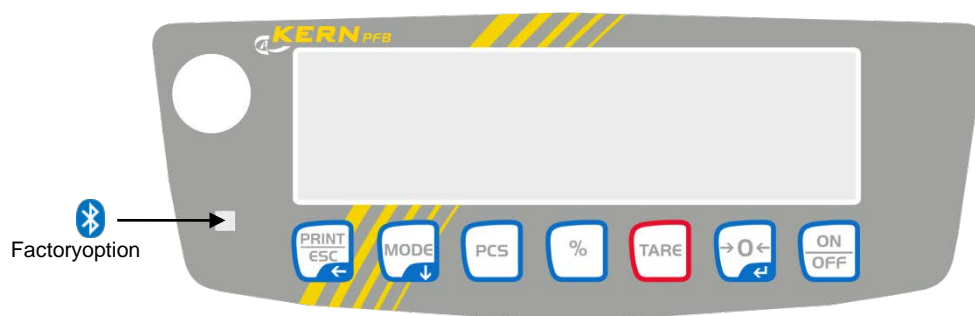 KERN PFB
Factoryoption
PRINT
ESC
MODE
PCS
%
TARE
→0←
ON
OFF